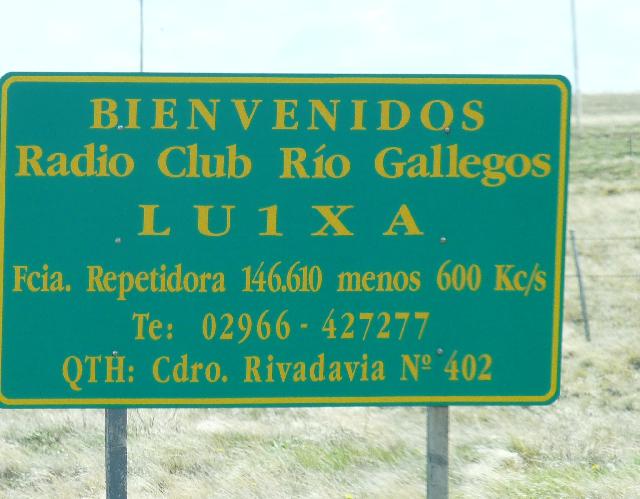 BIENVENIDOS
Radio Club Río Gallegos
LU1XA
Fcia. Repetidora 146.610 menos 600 Kc/s
Te: 02966 - 427277
QTH: Cdro. Rivadavia Nº 402